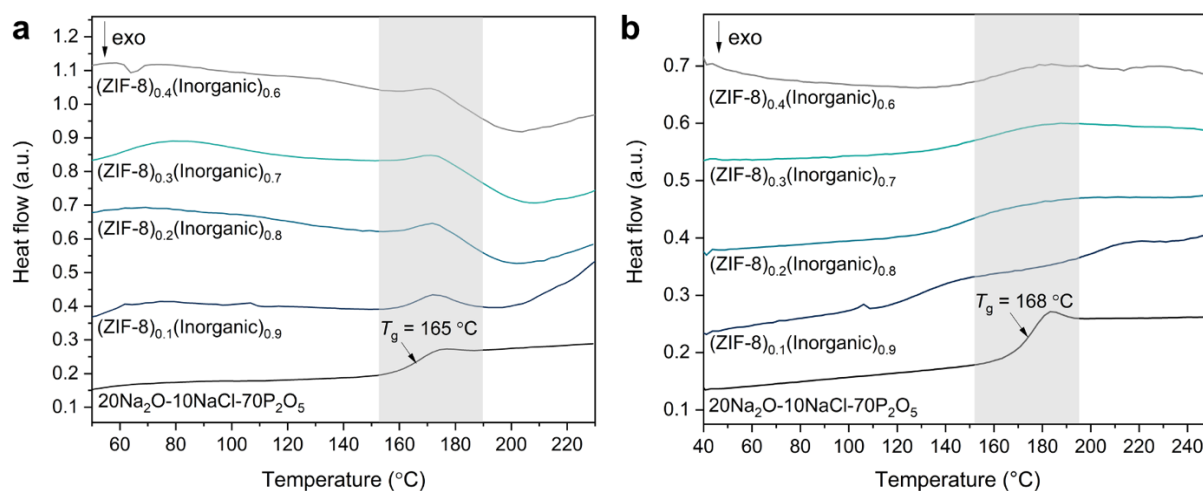 a
exo
(ZIF-8)0.4(Inorganic)0.6
(ZIF-8)0.3(Inorganic)0.7
(ZIF-8)0.2(Inorganic)0.8
(ZIF-8)0.1(Inorganic)0.9
Tg = 165 °C
20Na2O-10NaCl-70P2O5
1.2
1.1
1.0
0.9
0.8
0.7
0.6
0.5
0.4
0.3
0.2
0.1
Heat flow (a.u.)
60 80 100 120 140 160 180 200 220
Temperature (°C)
b
exo
(ZIF-8)0.4(Inorganic)0.6
(ZIF-8)0.3(Inorganic)0.7
(ZIF-8)0.2(Inorganic)0.8
(ZIF-8)0.1(Inorganic)0.9
Tg = 168 °C
20Na2O-10NaCl-70P2O5
0.7
0.6
0.5
0.4
0.3
0.2
0.1
Heat flow (a.u.)
40 60 80 100 120 140 160 180 200 220 240
Temperature (°C)